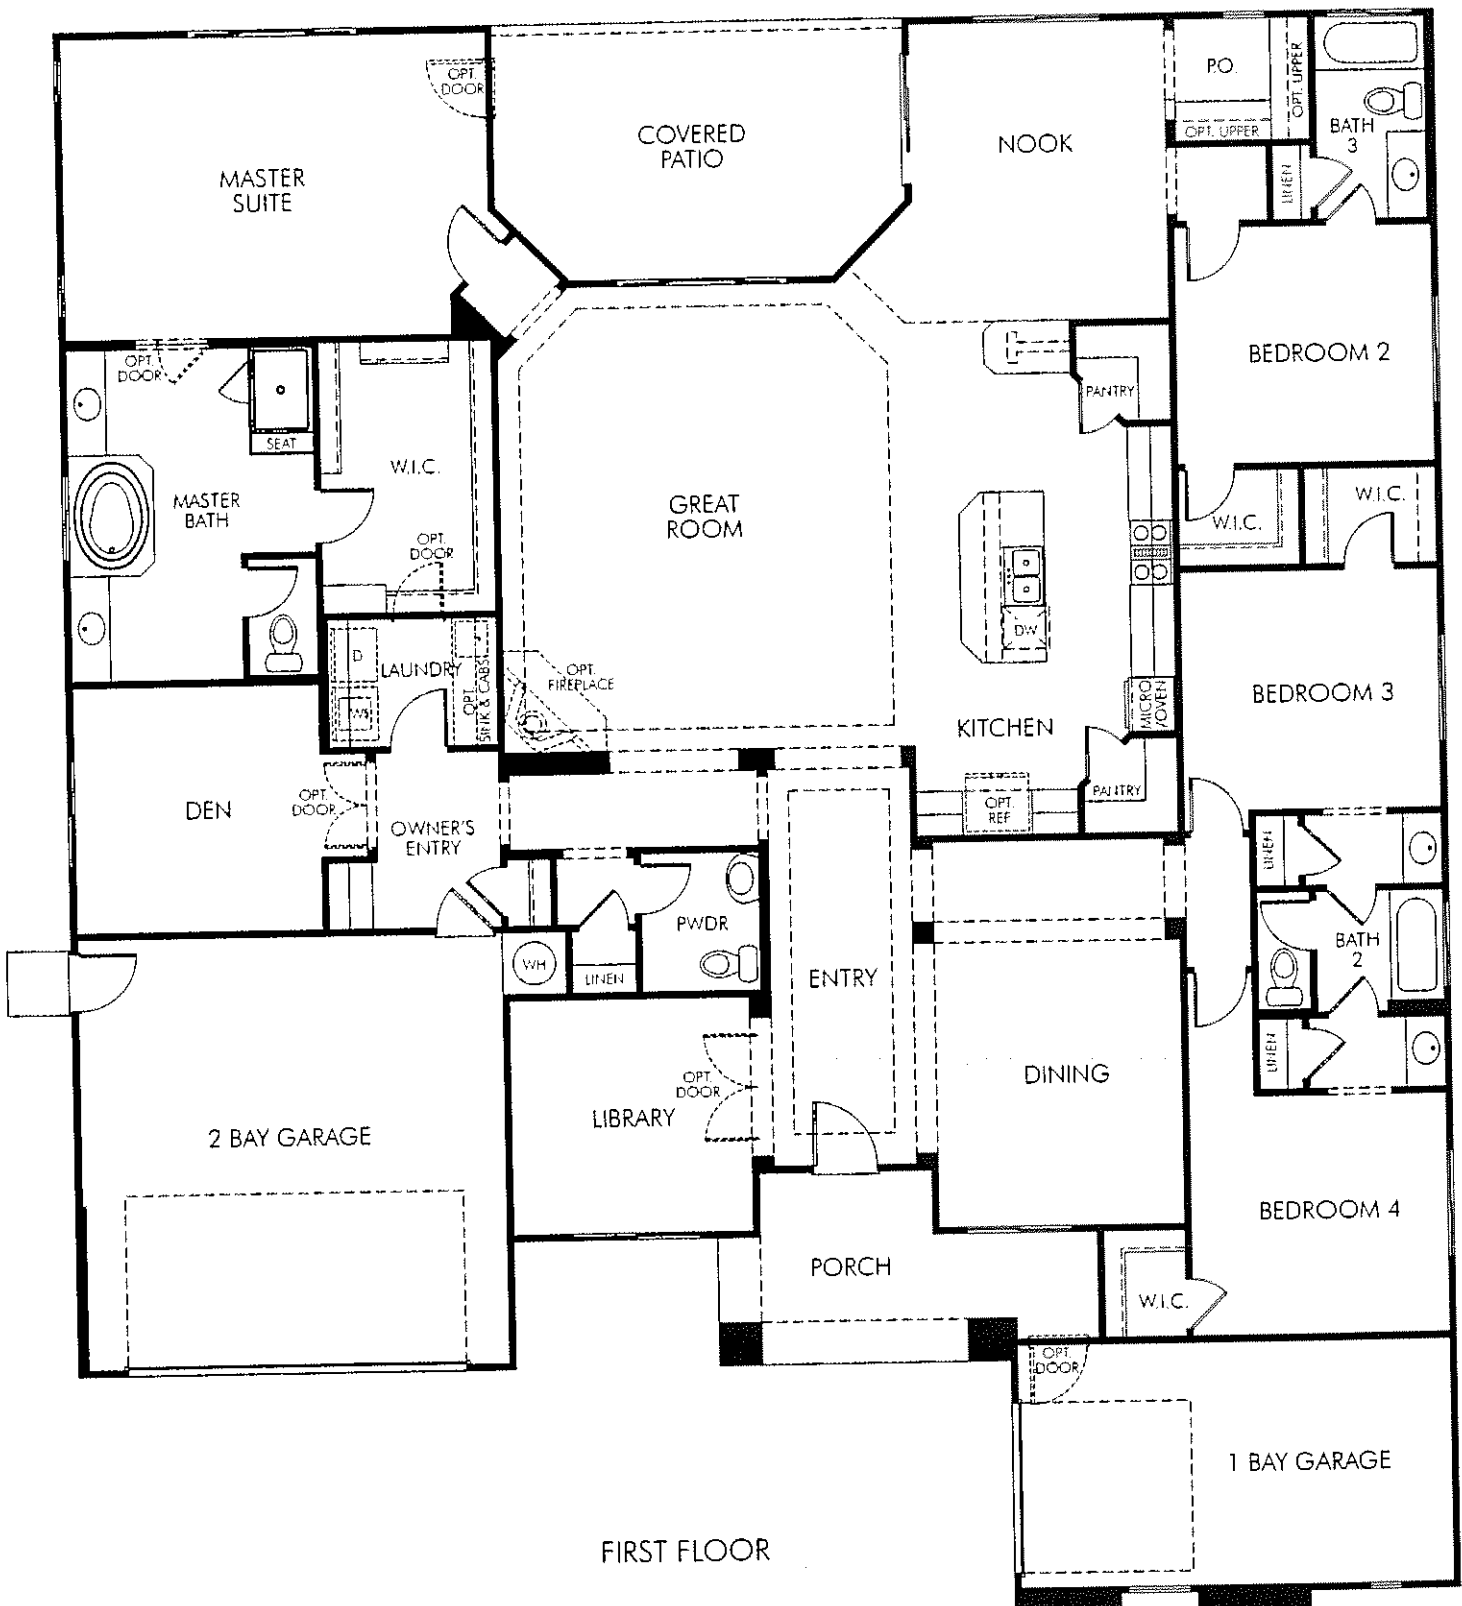 OPT.
DOOR
MASTER
SUITE
COVERED
PATIO
NOOK
P.O.
OPT. UPPER
OPT. UPPER
BATH
3
LINEN
BEDROOM 2
OPT.
DOOR
SEAT
W.I.C.
MASTER
BATH
OPT.
DOOR
GREAT
ROOM
PANTRY
W.I.C.
W.I.C.
DW
D
LAUNDRY
OPT.
SINK & CABS
OPT.
FIREPLACE
KITCHEN
MICRO
/OVEN
BEDROOM 3
DEN
OPT.
DOOR
OWNER'S
ENTRY
OPT.
REF
PANTRY
LINEN
PWDR
WH
LINEN
ENTRY
BATH
2
LINEN
DINING
OPT.
DOOR
LIBRARY
2 BAY GARAGE
PORCH
BEDROOM 4
W.I.C.
OPT.
DOOR
1 BAY GARAGE
FIRST FLOOR